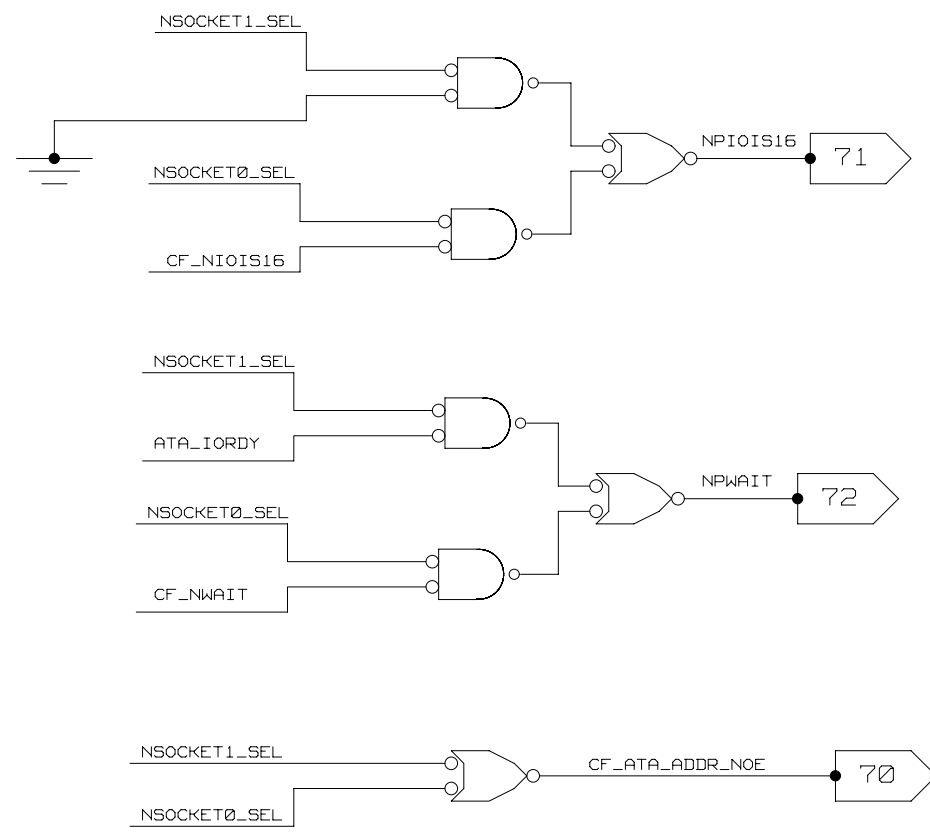 NSOCKET1_SEL
NPIOIS16
71
NSOCKET0_SEL
CF_NIOIS16
NSOCKET1_SEL
ATA_IORDY
NPWAIT
72
NSOCKET0_SEL
CF_NWAIT
NSOCKET1_SEL
CF_ATA_ADDR_NOE
70
NSOCKET0_SEL